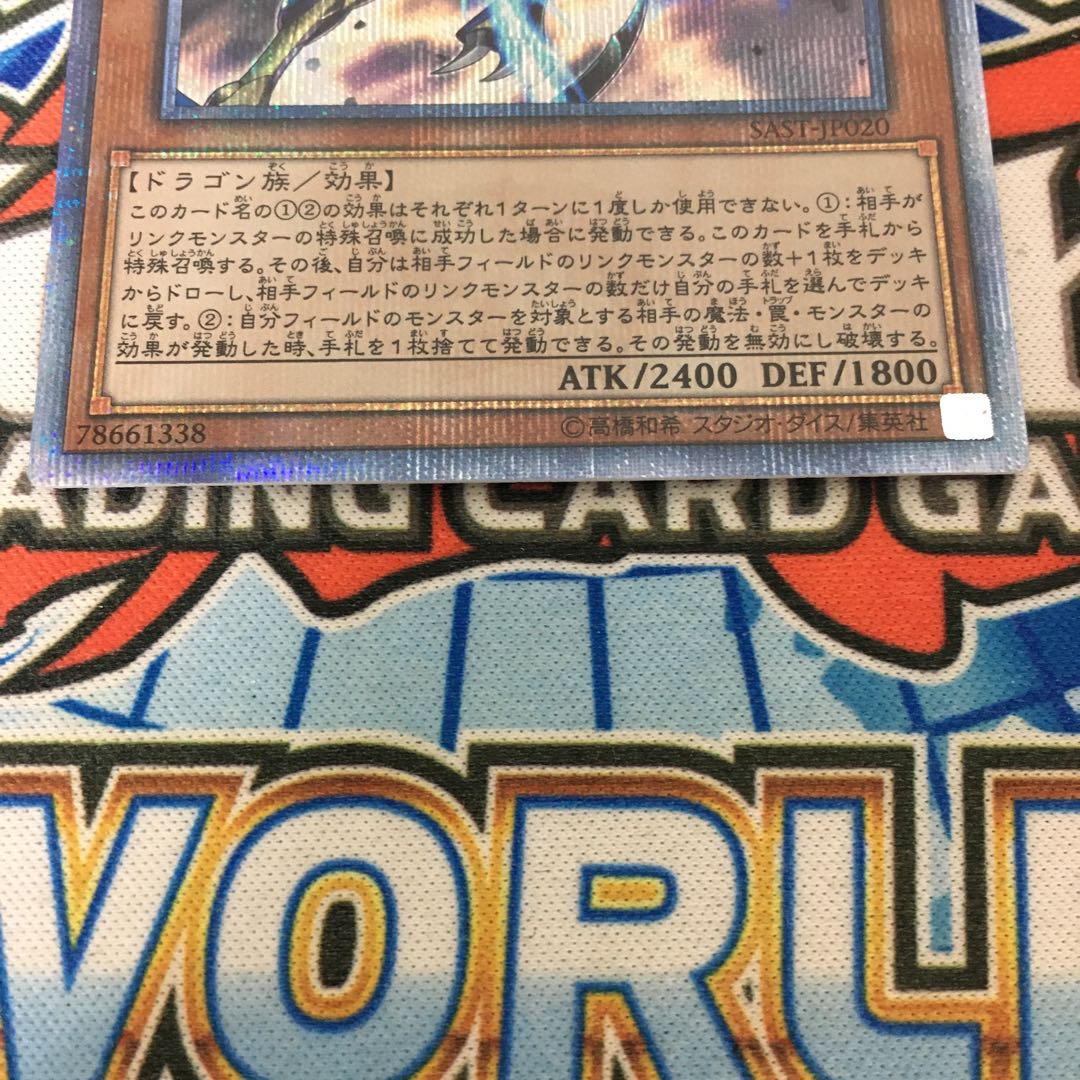 SAST-JP020
【ドラゴン族／効果】
このカード名の①②の効果はそれぞれ1ターンに1度しか使用できない。①：相手が
リンクモンスターの特殊召喚に成功した場合に発動できる。このカードを手札から
特殊召喚する。その後、自分は相手フィールドのリンクモンスターの数＋1枚をデッキ
からドローし、相手フィールドのリンクモンスターの数だけ自分の手札を選んでデッキ
に戻す。②：自分フィールドのモンスターを対象とする相手の魔法・罠・モンスターの
効果が発動した時、手札を1枚捨てて発動できる。その発動を無効にし破壊する。
ATK/2400 DEF/1800
78661338 ©高橋和希 スタジオ・ダイス/集英社
ADING CARD GA
WORL